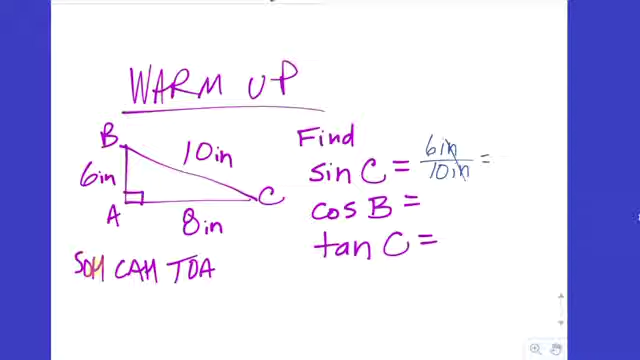 WARM UP
B
10in
6in
A
8in
C
SOH CAH TOA
Find
sin C = 6in/10in =
cos B =
tan C =